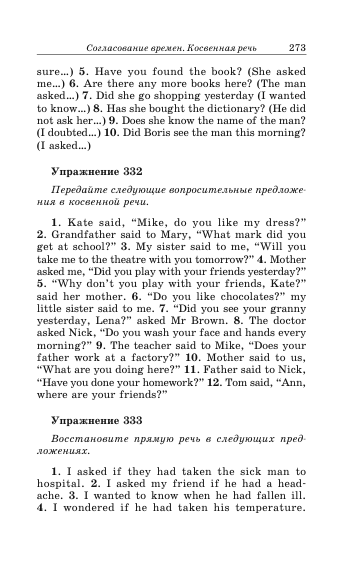 Согласование времен. Косвенная речь 273
sure...) 5. Have you found the book? (She asked
me...) 6. Are there any more books here? (The man
asked...) 7. Did she go shopping yesterday (I wanted
to know...) 8. Has she bought the dictionary? (He did
not ask her...) 9. Does she know the name of the man?
(I doubted...) 10. Did Boris see the man this morning?
(I asked...)
Упражнение 332
Передайте следующие вопросительные предложе-
ния в косвенной речи.
1. Kate said, “Mike, do you like my dress?”
2. Grandfather said to Mary, “What mark did you
get at school?” 3. My sister said to me, “Will you
take me to the theatre with you tomorrow?” 4. Mother
asked me, “Did you play with your friends yesterday?”
5. “Why don’t you play with your friends, Kate?”
said her mother. 6. “Do you like chocolates?” my
little sister said to me. 7. “Did you see your granny
yesterday, Lena?” asked Mr Brown. 8. The doctor
asked Nick, “Do you wash your face and hands every
morning?” 9. The teacher said to Mike, “Does your
father work at a factory?” 10. Mother said to us,
“What are you doing here?” 11. Father said to Nick,
“Have you done your homework?” 12. Tom said, “Ann,
where are your friends?”
Упражнение 333
Восстановите прямую речь в следующих пред-
ложениях.
1. I asked if they had taken the sick man to
hospital. 2. I asked my friend if he had a head-
ache. 3. I wanted to know when he had fallen ill.
4. I wondered if he had taken his temperature.